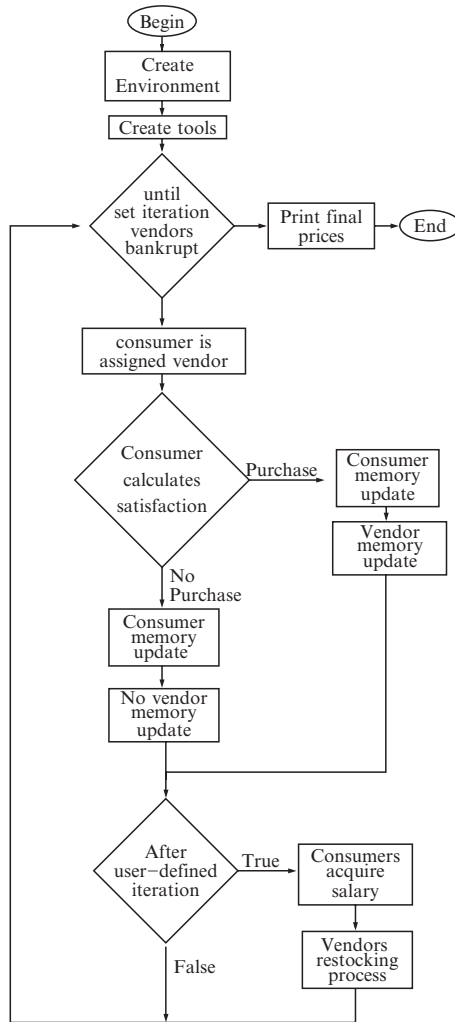 Begin
Create
Environment
Create tools
until
set iteration
vendors
bankrupt
Print final
prices
End
consumer is
assigned vendor
Consumer
calculates
satisfaction
Purchase
Consumer
memory
update
Vendor
memory
update
No
Purchase
Consumer
memory
update
No vendor
memory
update
After
user−defined
iteration
True
Consumers
acquire
salary
Vendors
restocking
process
False